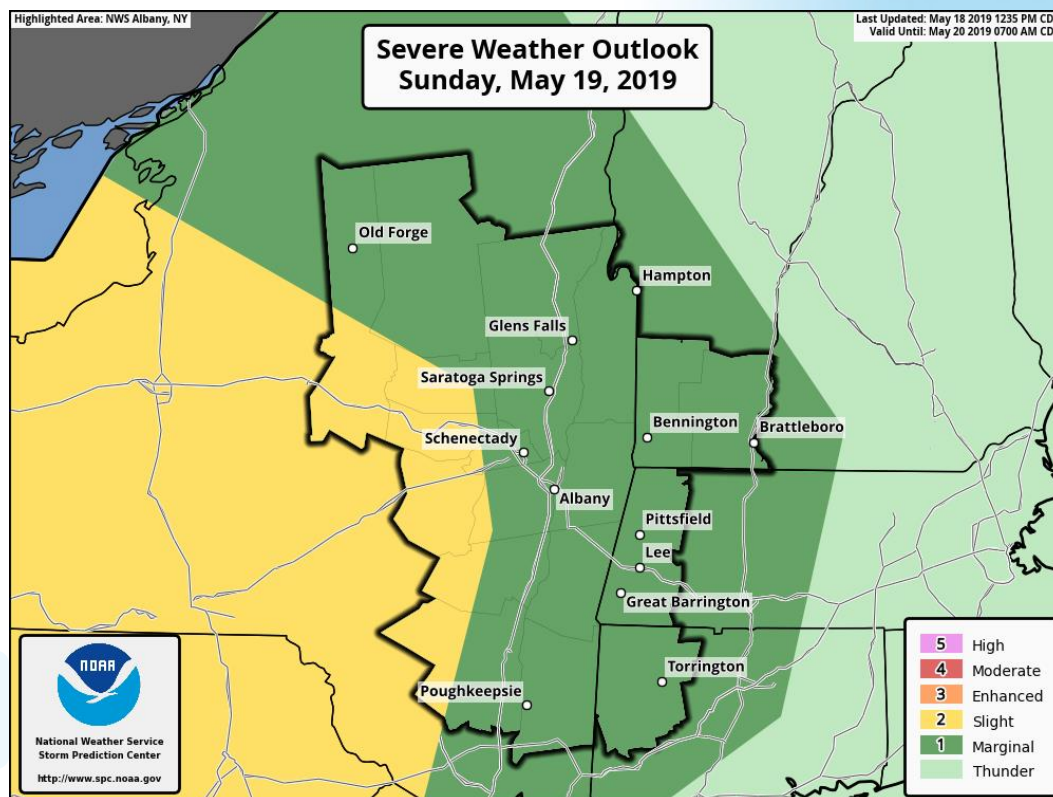 Highlighted Area: NWS Albany, NY
Last Updated: May 18 2019 1235 PM CD
Valid Until: May 20 2019 0700 AM CD
Severe Weather Outlook
Sunday, May 19, 2019
Old Forge
Hampton
Glens Falls
Saratoga Springs
Bennington
Brattleboro
Schenectady
Albany
Pittsfield
Lee
Great Barrington
Torrington
Poughkeepsie
NOAA
National Weather Service
Storm Prediction Center
http://www.spc.noaa.gov
5 High
4 Moderate
3 Enhanced
2 Slight
1 Marginal
Thunder